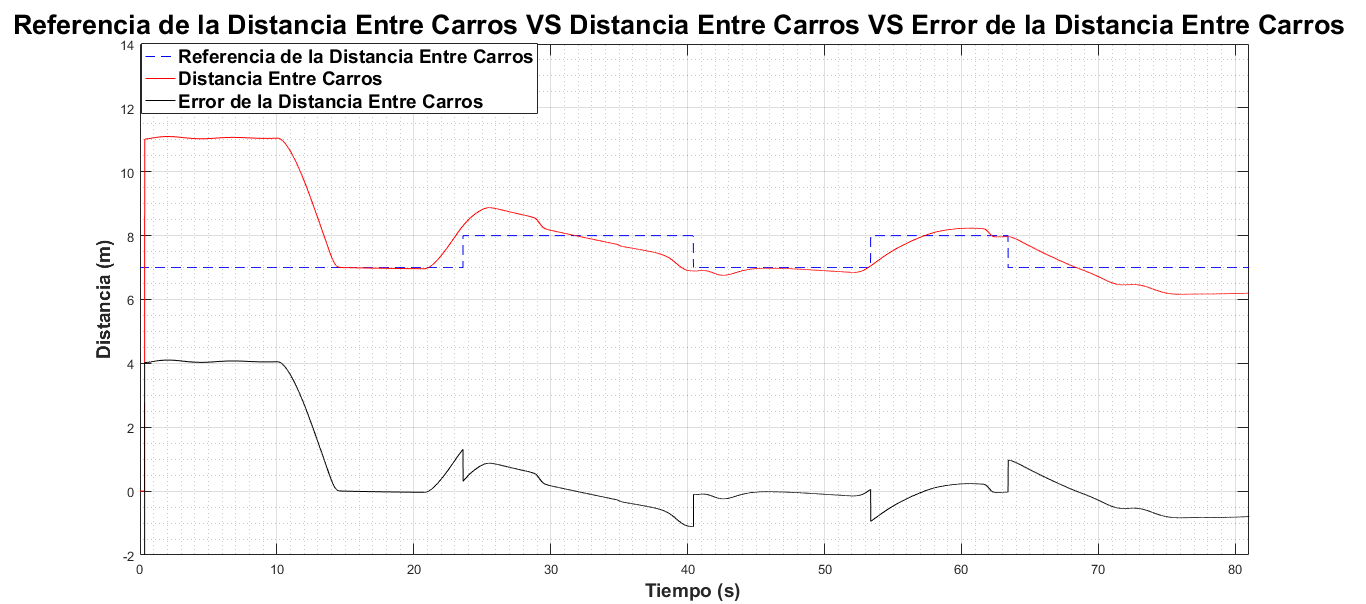 Referencia de la Distancia Entre Carros VS Distancia Entre Carros VS Error de la Distancia Entre Carros
Referencia de la Distancia Entre Carros
Distancia Entre Carros
Error de la Distancia Entre Carros
Distancia (m)
14
12
10
8
6
4
2
0
-2
0 10 20 30 40 50 60 70 80
Tiempo (s)